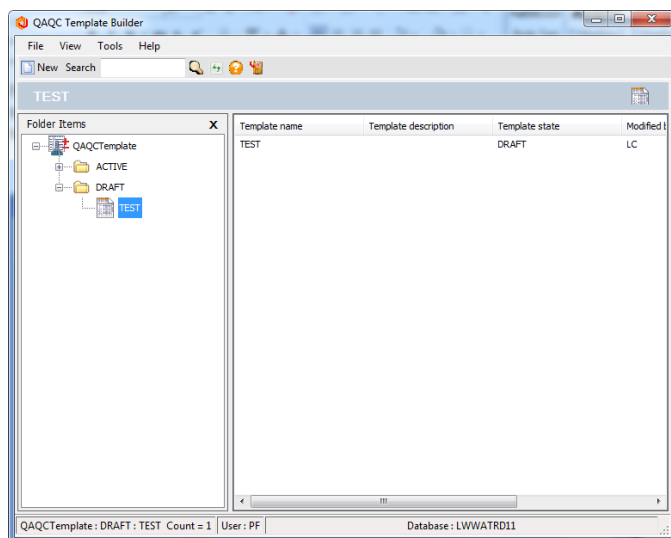 QAQC Template Builder
File View Tools Help
New Search
TEST
Folder Items X
QAQCTemplate
ACTIVE
DRAFT
TEST
Template name Template description Template state Modified
TEST DRAFT LC
QAQCTemplate : DRAFT : TEST Count = 1 User : PF Database : LWWATRD11